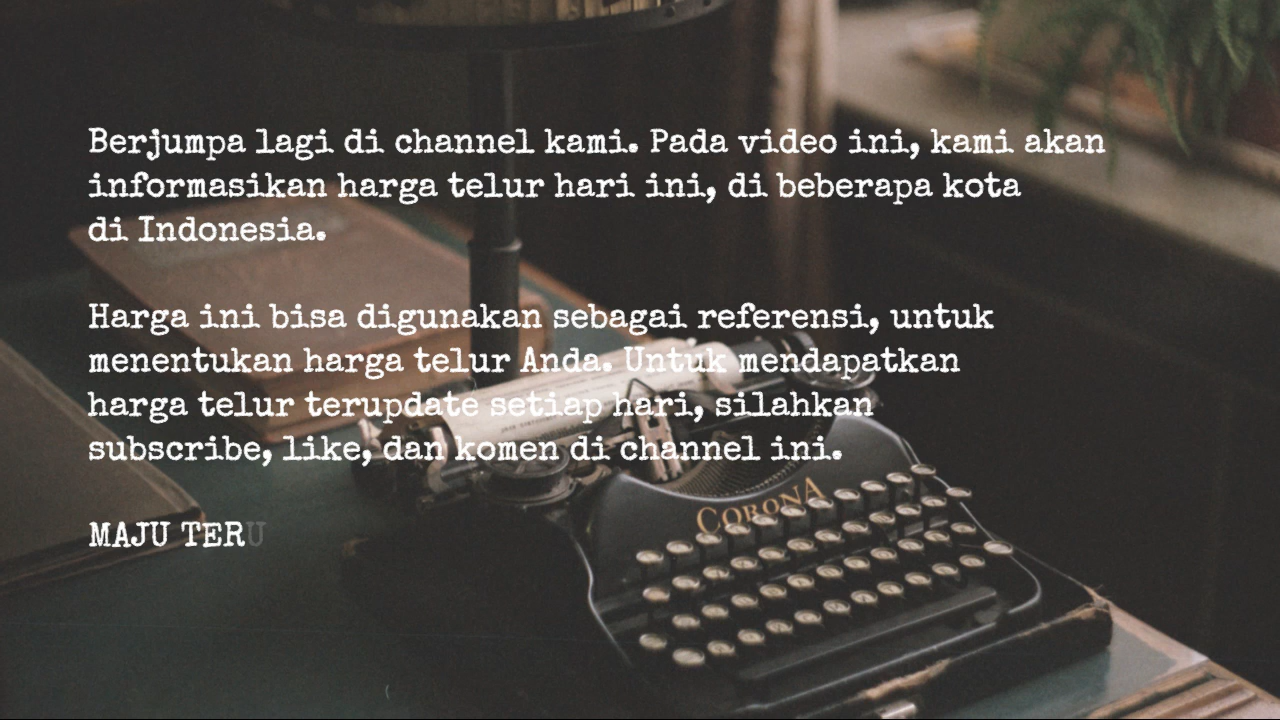 Berjumpa lagi di channel kami. Pada video ini, kami akan
informasikan harga telur hari ini, di beberapa kota
di Indonesia.
Harga ini bisa digunakan sebagai referensi, untuk
menentukan harga telur Anda. Untuk mendapatkan
harga telur terupdate setiap hari, silahkan
subscribe, like, dan komen di channel ini.
MAJU TERU
CORONA